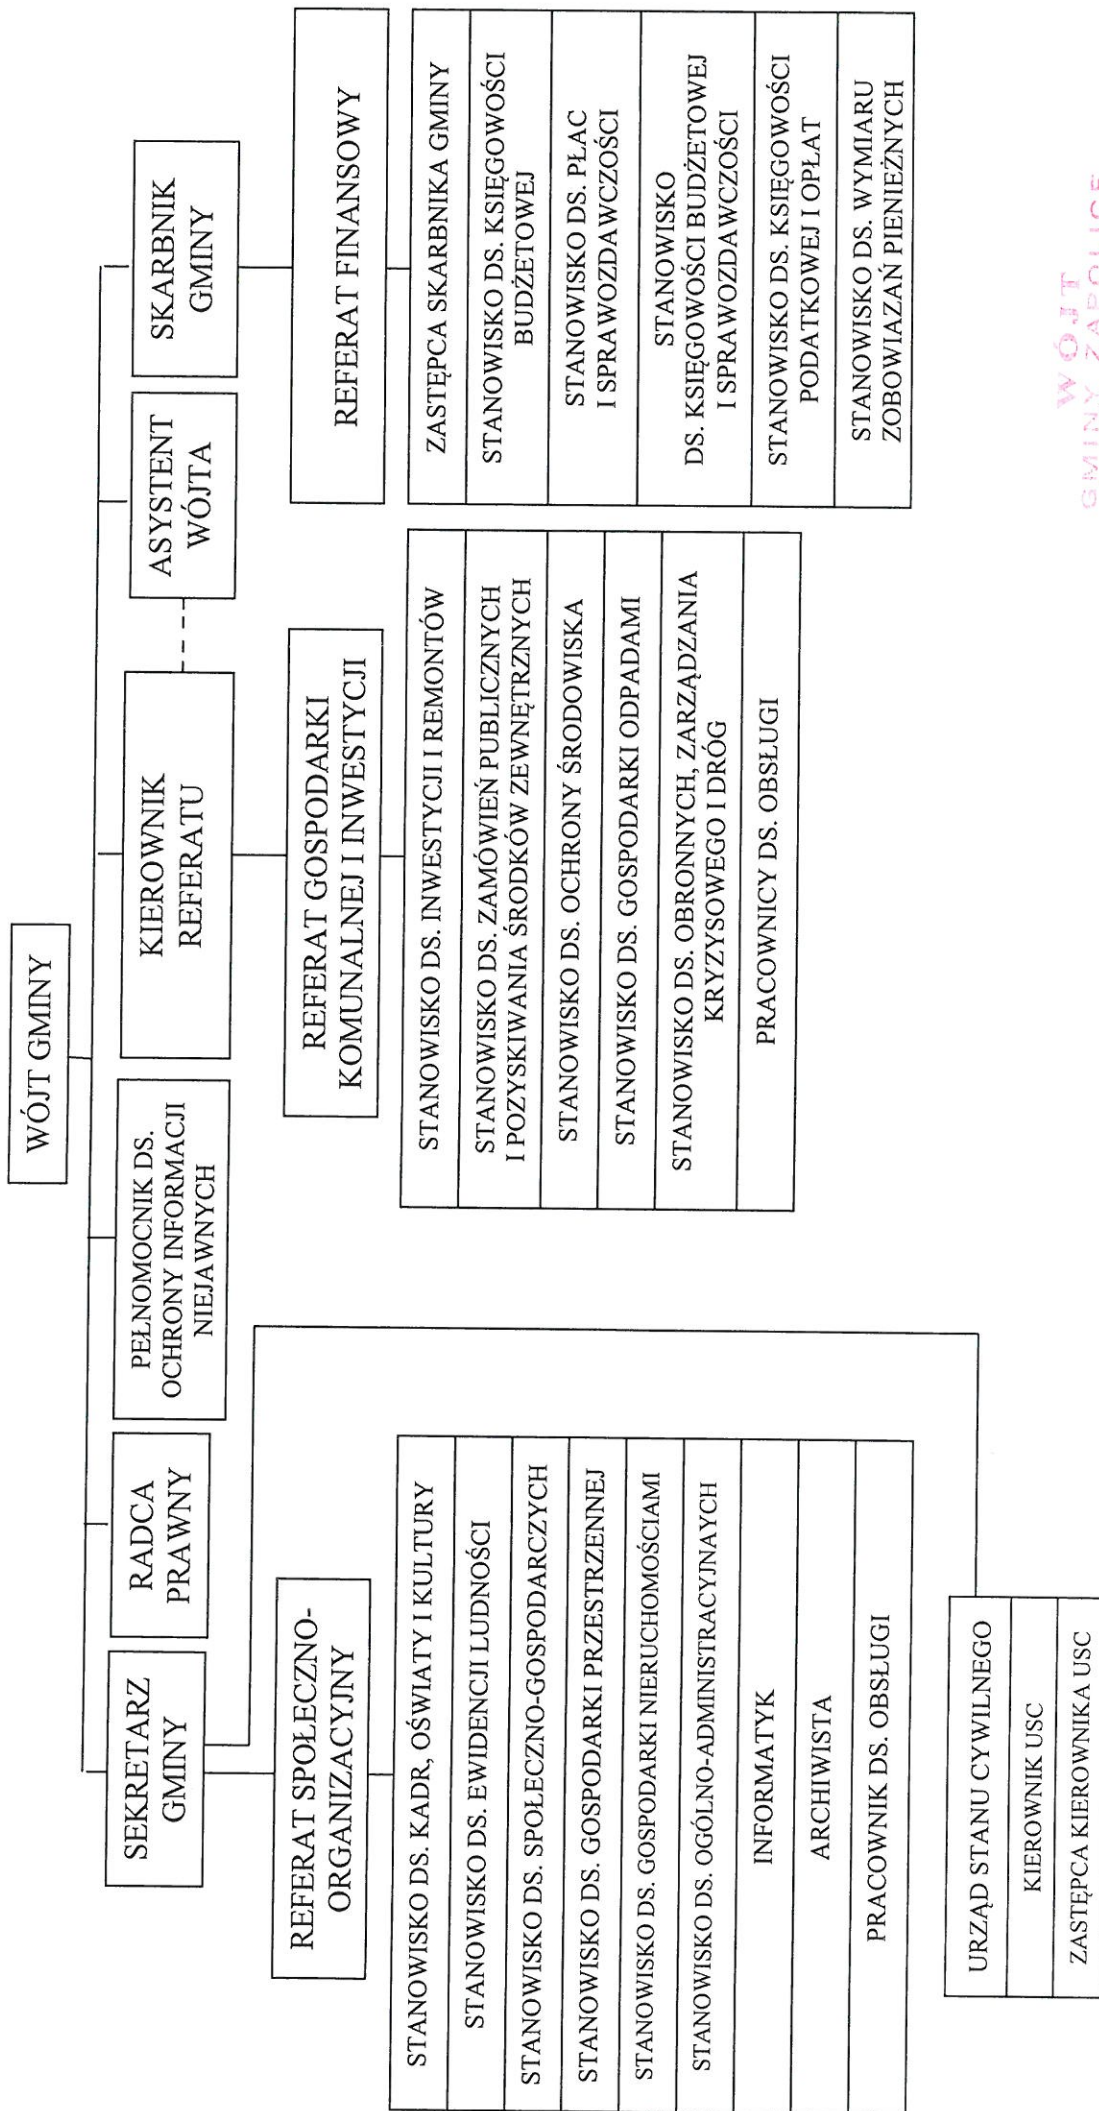 WÓJT GMINY
SEKRETARZ
GMINY
RADCA
PRAWNY
PEŁNOMOCNIK DS.
OCHRONY INFORMACJI
NIEJAWNYCH
KIEROWNIK
REFERATU
ASYSTENT
WÓJTA
SKARBNIK
GMINY
REFERAT SPOŁECZNO-
ORGANIZACYJNY
STANOWISKO DS. KADR, OŚWIATY I KULTURY
STANOWISKO DS. EWIDENCJI LUDNOŚCI
STANOWISKO DS. SPOŁECZNO-GOSPODARCZYCH
STANOWISKO DS. GOSPODARKI PRZESTRZENNEJ
STANOWISKO DS. GOSPODARKI NIERUCHOMOŚCIAMI
STANOWISKO DS. OGÓLNO-ADMINISTRACYJNAYCH
INFORMATYK
ARCHIWISTA
PRACOWNIK DS. OBSŁUGI
URZĄD STANU CYWILNEGO
KIEROWNIK USC
ZASTĘPCA KIEROWNIKA USC
REFERAT GOSPODARKI
KOMUNALNEJ I INWESTYCJI
STANOWISKO DS. INWESTYCJI I REMONTÓW
STANOWISKO DS. ZAMÓWIEŃ PUBLICZNYCH
I POZYSKIWANIA ŚRODKÓW ZEWNĘTRZNYCH
STANOWISKO DS. OCHRONY ŚRODOWISKA
STANOWISKO DS. GOSPODARKI ODPADAMI
STANOWISKO DS. OBRONNYCH, ZARZĄDZANIA
KRYZYSOWEGO I DRÓG
PRACOWNICY DS. OBSŁUGI
REFERAT FINANSOWY
ZASTĘPCA SKARBNIKA GMINY
STANOWISKO DS. KSIĘGOWOŚCI
BUDŻETOWEJ
STANOWISKO DS. PŁAC
I SPRAWOZDAWCZOŚCI
STANOWISKO
DS. KSIĘGOWOŚCI BUDŻETOWEJ
I SPRAWOZDAWCZOŚCI
STANOWISKO DS. KSIĘGOWOŚCI
PODATKOWEJ I OPŁAT
STANOWISKO DS. WYMIARU
ZOBOWIAZAŃ PIENIEŻNYCH
WÓJT
GMINY ZAPOLICE